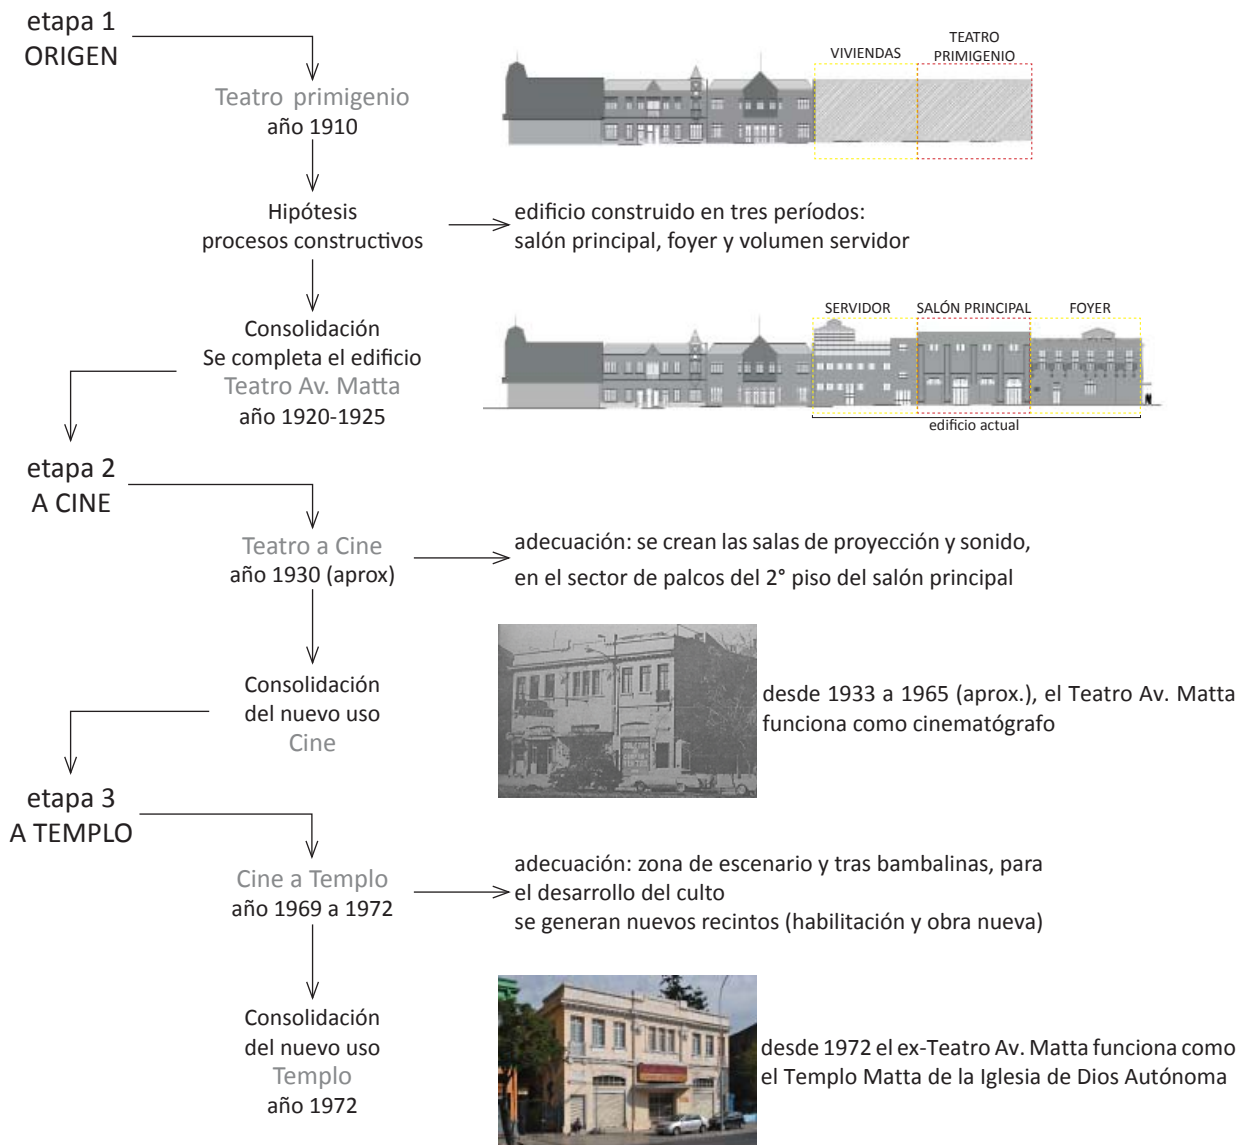 etapa 1
ORIGEN
Teatro primigenio
año 1910
VIVIENDAS
TEATRO
PRIMIGENIO
Hipótesis
procesos constructivos
edificio construido en tres períodos:
salón principal, foyer y volumen servidor
Consolidación
Se completa el edificio
Teatro Av. Matta
año 1920-1925
SERVIDOR
SALÓN PRINCIPAL
FOYER
edificio actual
etapa 2
A CINE
Teatro a Cine
año 1930 (aprox)
adecuación: se crean las salas de proyección y sonido,
en el sector de palcos del 2° piso del salón principal
Consolidación
del nuevo uso
Cine
desde 1933 a 1965 (aprox.), el Teatro Av. Matta
funciona como cinematógrafo
etapa 3
A TEMPLO
Cine a Templo
año 1969 a 1972
adecuación: zona de escenario y tras bambalinas, para
el desarrollo del culto
se generan nuevos recintos (habilitación y obra nueva)
Consolidación
del nuevo uso
Templo
año 1972
desde 1972 el ex-Teatro Av. Matta funciona como
el Templo Matta de la Iglesia de Dios Autónoma